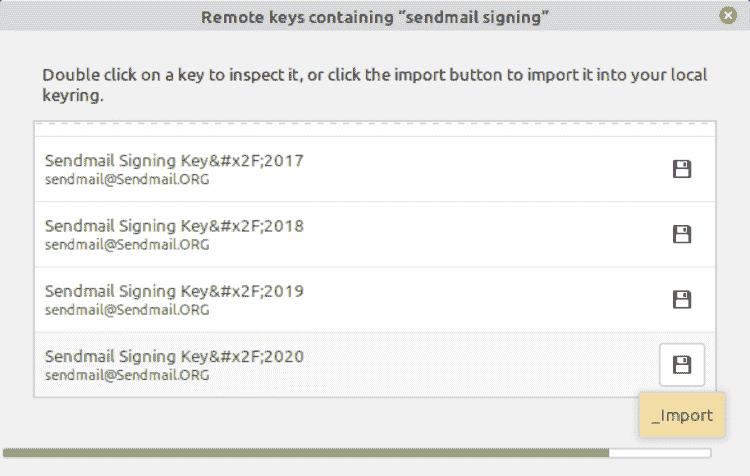 Remote keys containing “sendmail signing”
Double click on a key to inspect it, or click the import button to import it into your local
keyring.
Sendmail Signing Key&#x2F;2017
sendmail@Sendmail.ORG
Sendmail Signing Key&#x2F;2018
sendmail@Sendmail.ORG
Sendmail Signing Key&#x2F;2019
sendmail@Sendmail.ORG
Sendmail Signing Key&#x2F;2020
sendmail@Sendmail.ORG
_Import